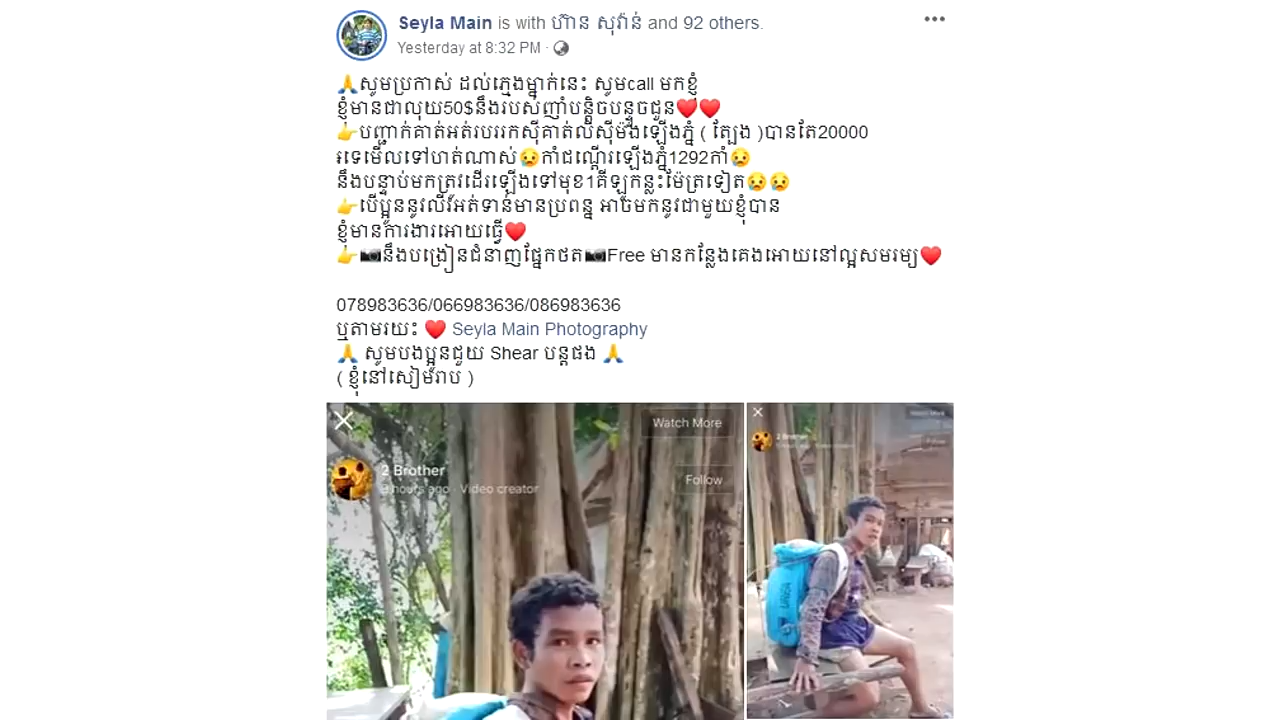 Seyla Main is with ហ៊ាន សុវ៉ាន់ and 92 others.
Yesterday at 8:32 PM ·
🙏សូមប្រកាស់ ដល់ក្មេងម្នាក់នេះ សូមcall មកខ្ញុំ
ខ្ញុំមានជាលុយ50$នឹងរបស់ញ៉ាំបន្តិចបន្ទួចជូន❤️❤️
👉បញ្ជាក់គាត់អត់របររកស៊ីគាត់លីស៊ីម៉ង់ឡើងភ្នំ ( ត្បែង )បានតែ20000
៛ទេមើលទៅហត់ណាស់😥កាំជណ្ដើរឡើងភ្នំ1292កាំ😥
នឹងបន្ទាប់មកត្រូវដើរឡើងទៅមុខ1គីឡូកន្លះម៉ែត្រទៀត😥😥
👉បើប្អូននូវលីវអត់ទាន់មានប្រពន្ធ អាចមកនូវជាមួយខ្ញុំបាន
ខ្ញុំមានការងារអោយធ្វើ❤️
👉📷នឹងបង្រៀនជំនាញផ្នែកថត📷Free មានកន្លែងគេងអោយនៅល្អសមរម្យ❤️
078983636/066983636/086983636
ឬតាមរយះ ❤️ Seyla Main Photography
🙏 សូមបងប្អូនជួយ Shear បន្តផង 🙏
( ខ្ញុំនៅសៀមរាប )
Watch More
2 Brother
3 hours ago · Video creator
Follow
Watch More
2 Brother
Follow